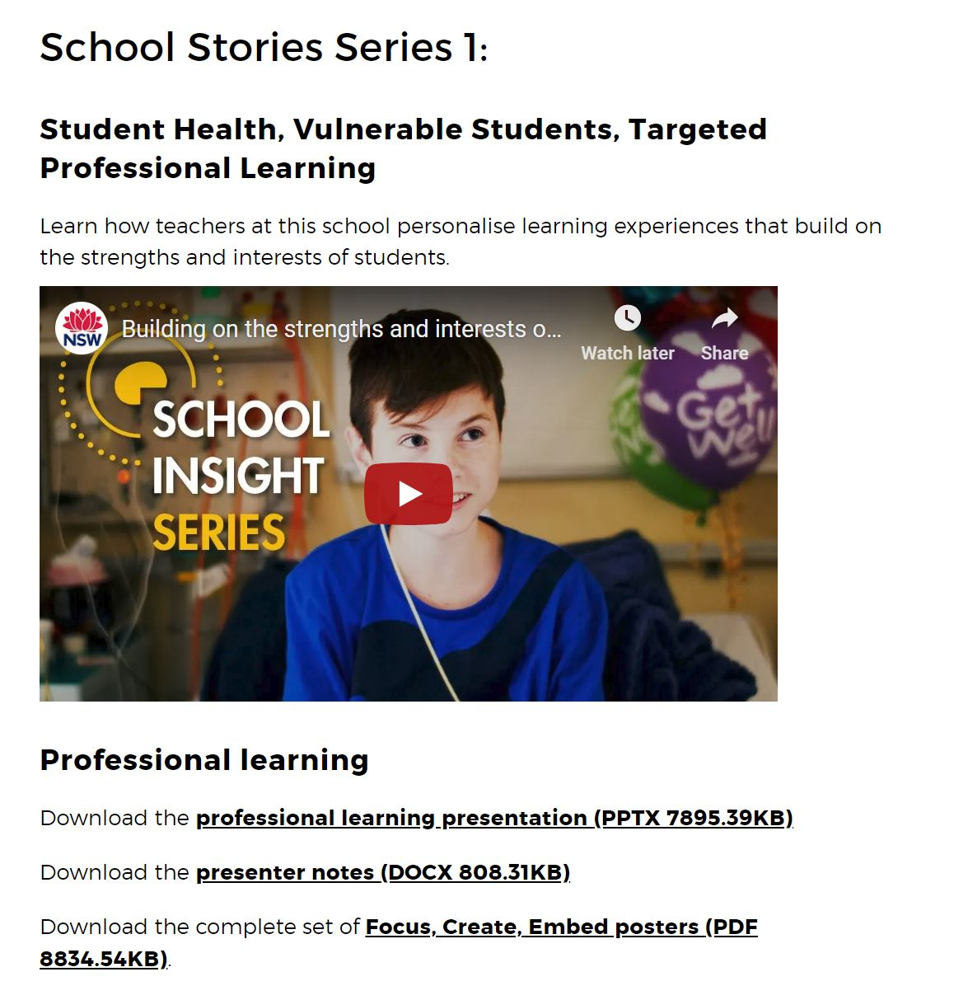 School Stories Series 1:
Student Health, Vulnerable Students, Targeted
Professional Learning
Learn how teachers at this school personalise learning experiences that build on
the strengths and interests of students.
NSW
Building on the strengths and interests o...
Watch later
Share
SCHOOL
INSIGHT
SERIES
Get
Well
Professional learning
Download the professional learning presentation (PPTX 7895.39KB)
Download the presenter notes (DOCX 808.31KB)
Download the complete set of Focus, Create, Embed posters (PDF
8834.54KB).